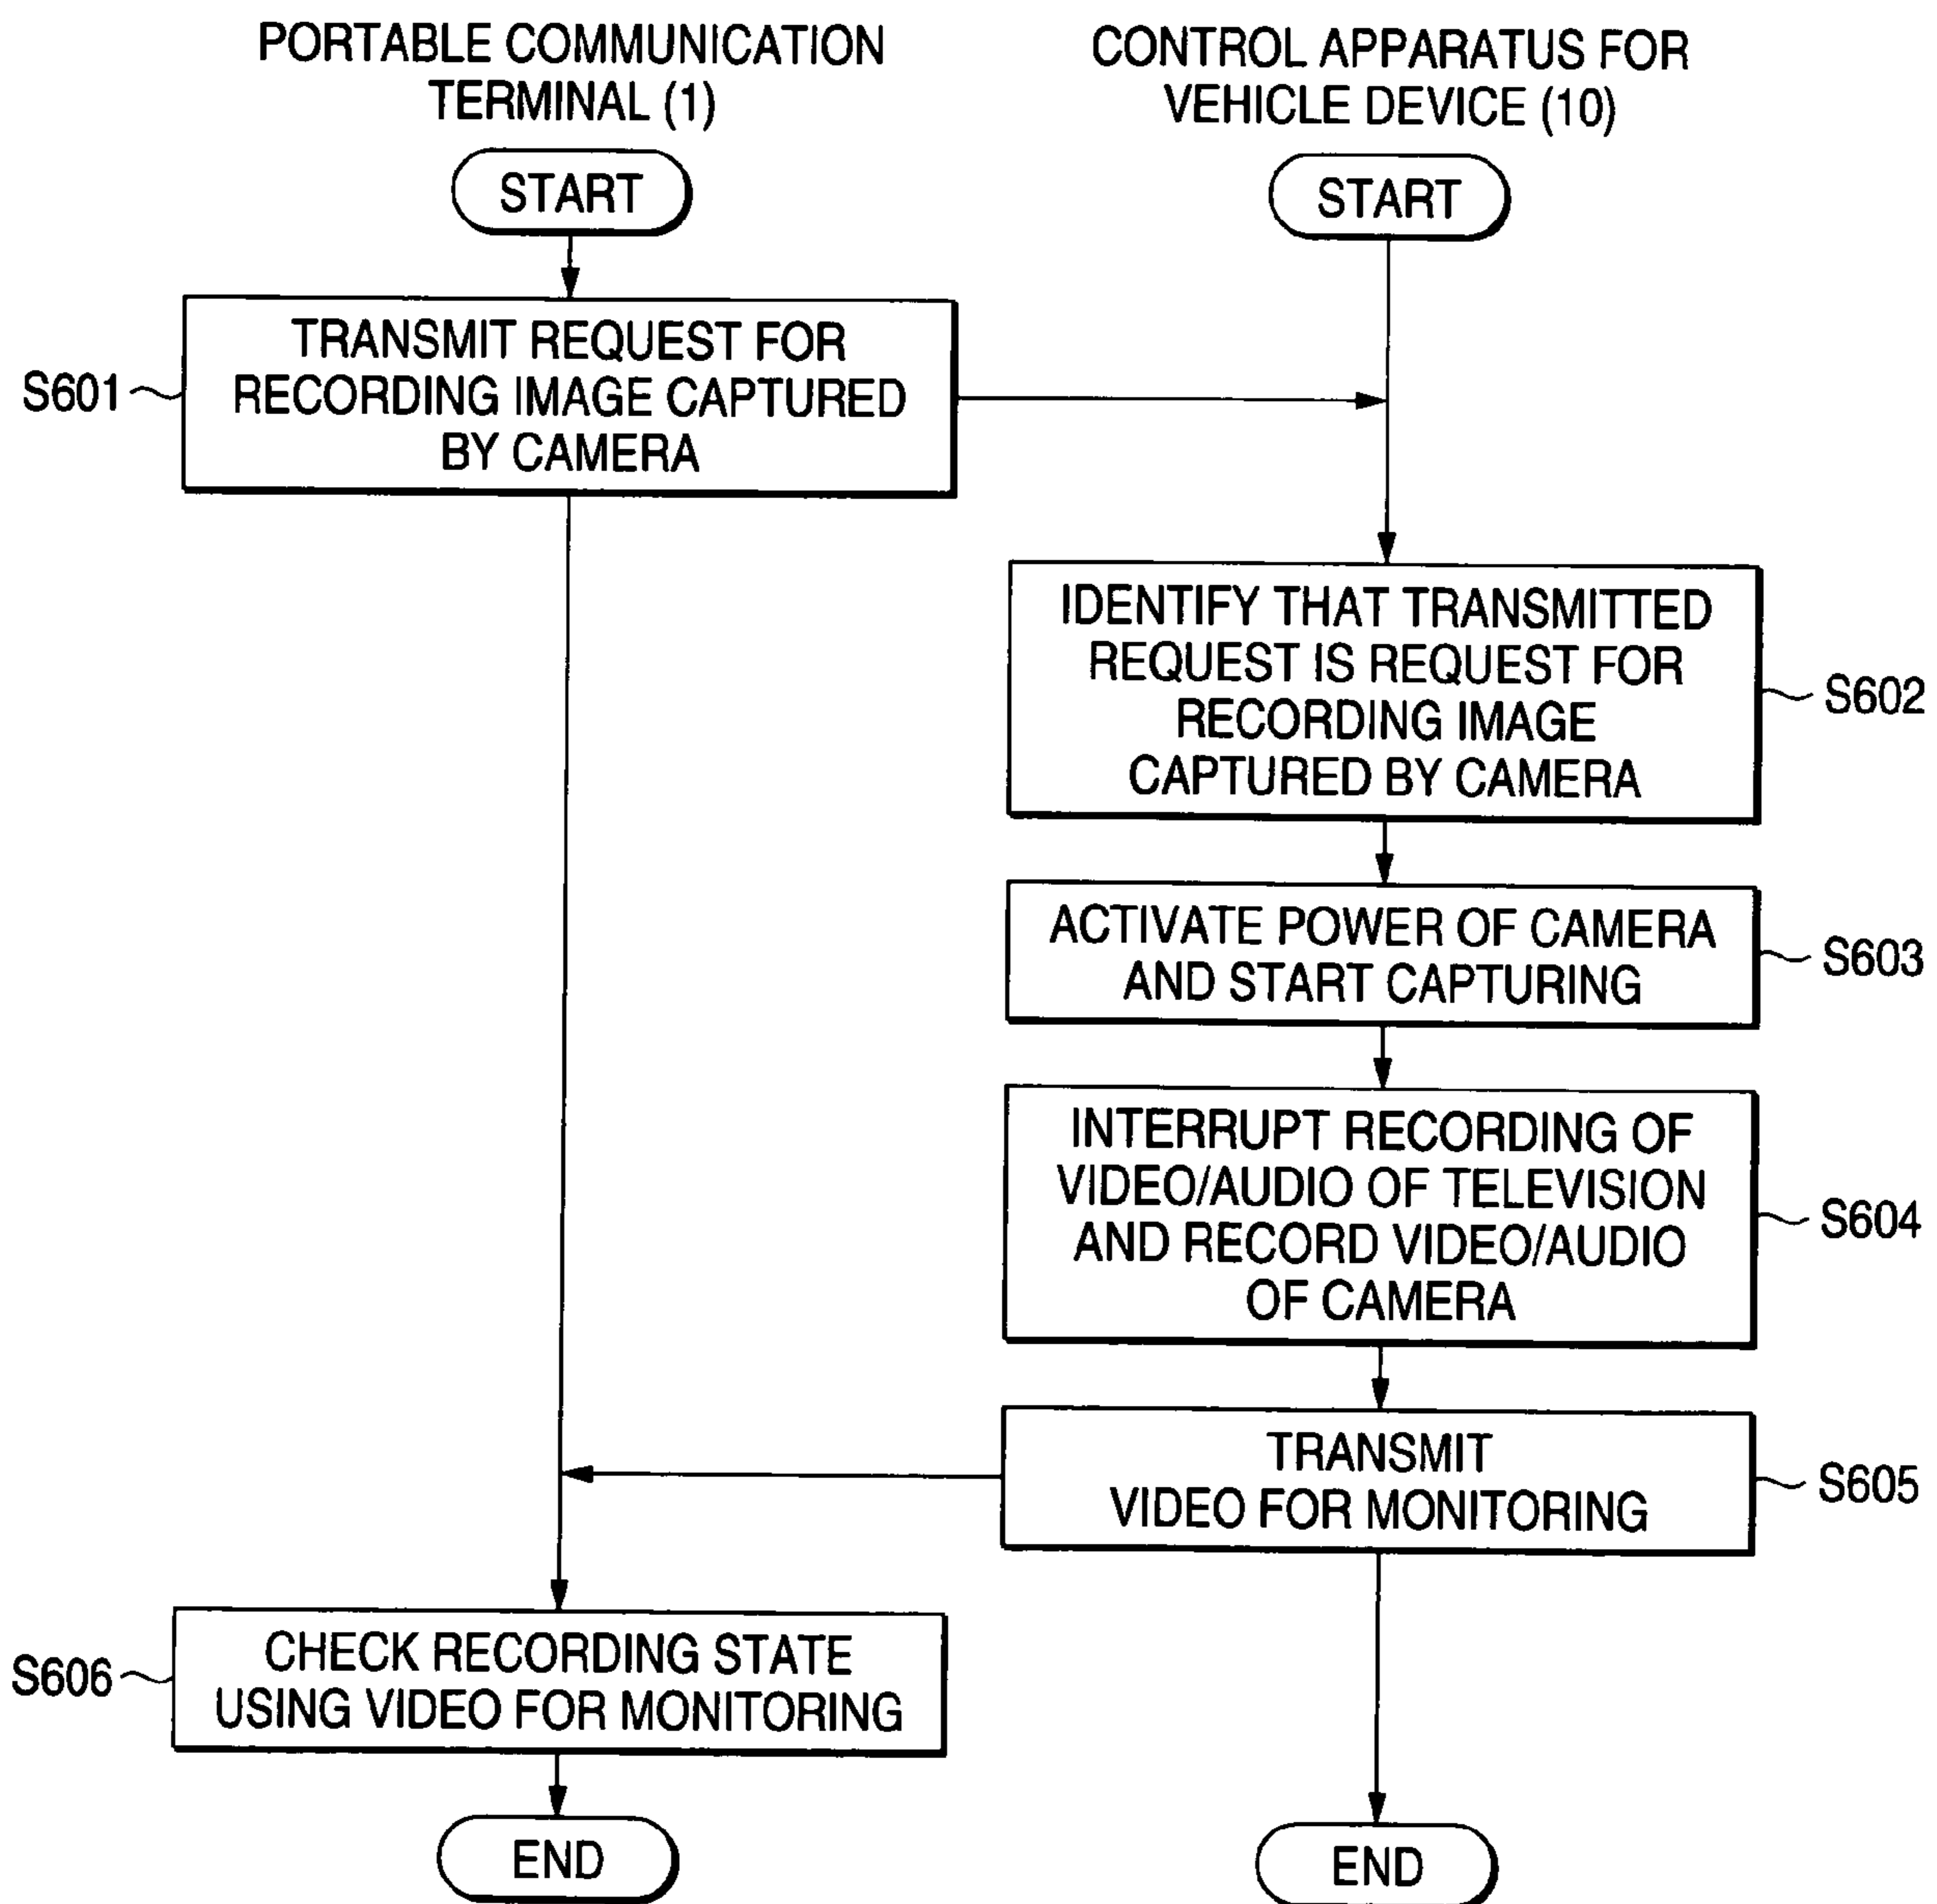 PORTABLE COMMUNICATION
TERMINAL (1)
CONTROL APPARATUS FOR
VEHICLE DEVICE (10)
START
START
S601
TRANSMIT REQUEST FOR
RECORDING IMAGE CAPTURED
BY CAMERA
IDENTIFY THAT TRANSMITTED
REQUEST IS REQUEST FOR
RECORDING IMAGE
CAPTURED BY CAMERA
S602
ACTIVATE POWER OF CAMERA
AND START CAPTURING
S603
INTERRUPT RECORDING OF
VIDEO/AUDIO OF TELEVISION
AND RECORD VIDEO/AUDIO
OF CAMERA
S604
TRANSMIT
VIDEO FOR MONITORING
S605
S606
CHECK RECORDING STATE
USING VIDEO FOR MONITORING
END
END